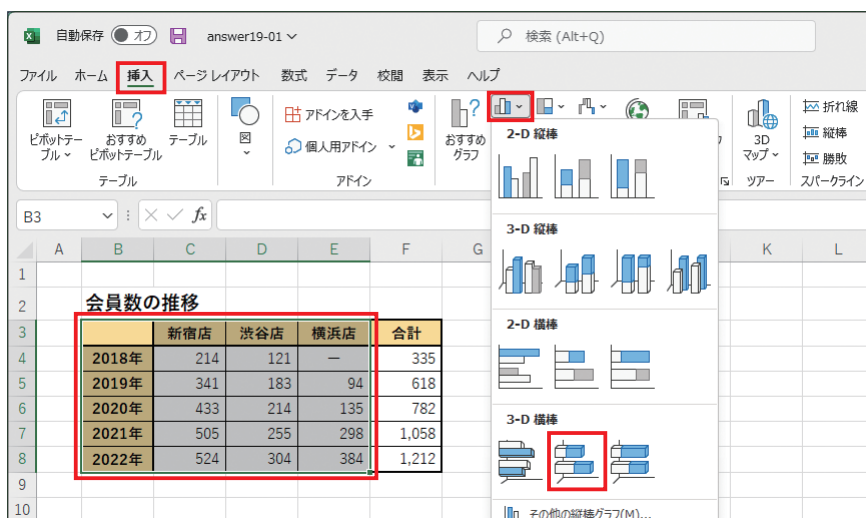 自動保存 オフ answer19-01 検索 (Alt+Q)
ファイル ホーム 挿入 ページ レイアウト 数式 データ 校閲 表示 ヘルプ
ピボットテーブル
おすすめ ピボットテーブル
テーブル
図
アドインを入手
個人用アドイン
おすすめ グラフ
3D マップ
折れ線
縦棒
勝敗
テーブル アドイン ツアー スパークライン
B3 fx
A B C D E F G K L
1
2 会員数の推移
3 新宿店 渋谷店 横浜店 合計
4 2018年 214 121 ー 335
5 2019年 341 183 94 618
6 2020年 433 214 135 782
7 2021年 505 255 298 1,058
8 2022年 524 304 384 1,212
9
10
2-D 縦棒
3-D 縦棒
2-D 横棒
3-D 横棒
その他の縦棒グラフ(M)...